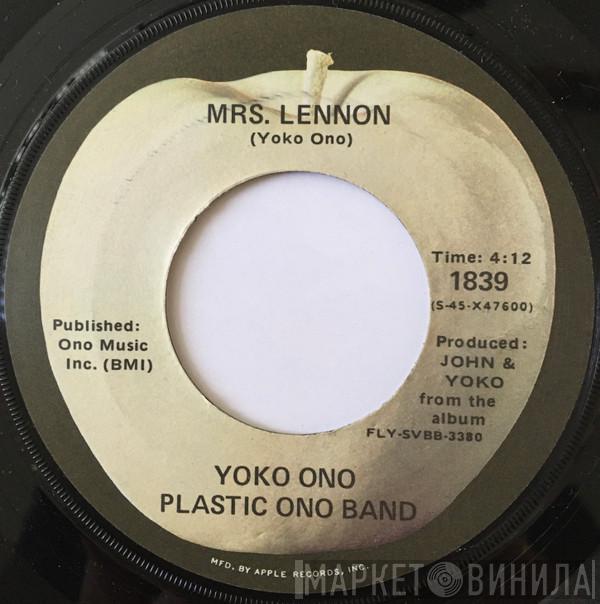 MRS. LENNON
(Yoko Ono)
Time: 4:12
1839
(S-45-X47600)
Published:
Ono Music
Inc. (BMI)
Produced:
JOHN &
YOKO
from the
album
FLY-SVBB-3380
YOKO ONO
PLASTIC ONO BAND
MFD. BY APPLE RECORDS, INC.
МАРКЕТ ВИНИЛА